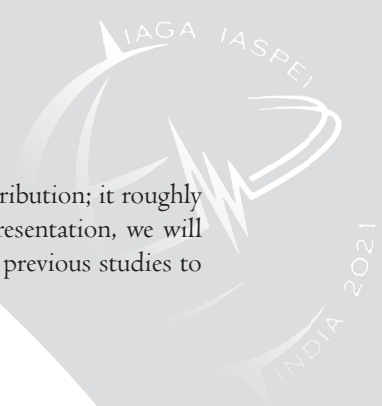 IAGA IASPEI
ribution; it roughly
resentation, we will
previous studies to
INDIA 2021